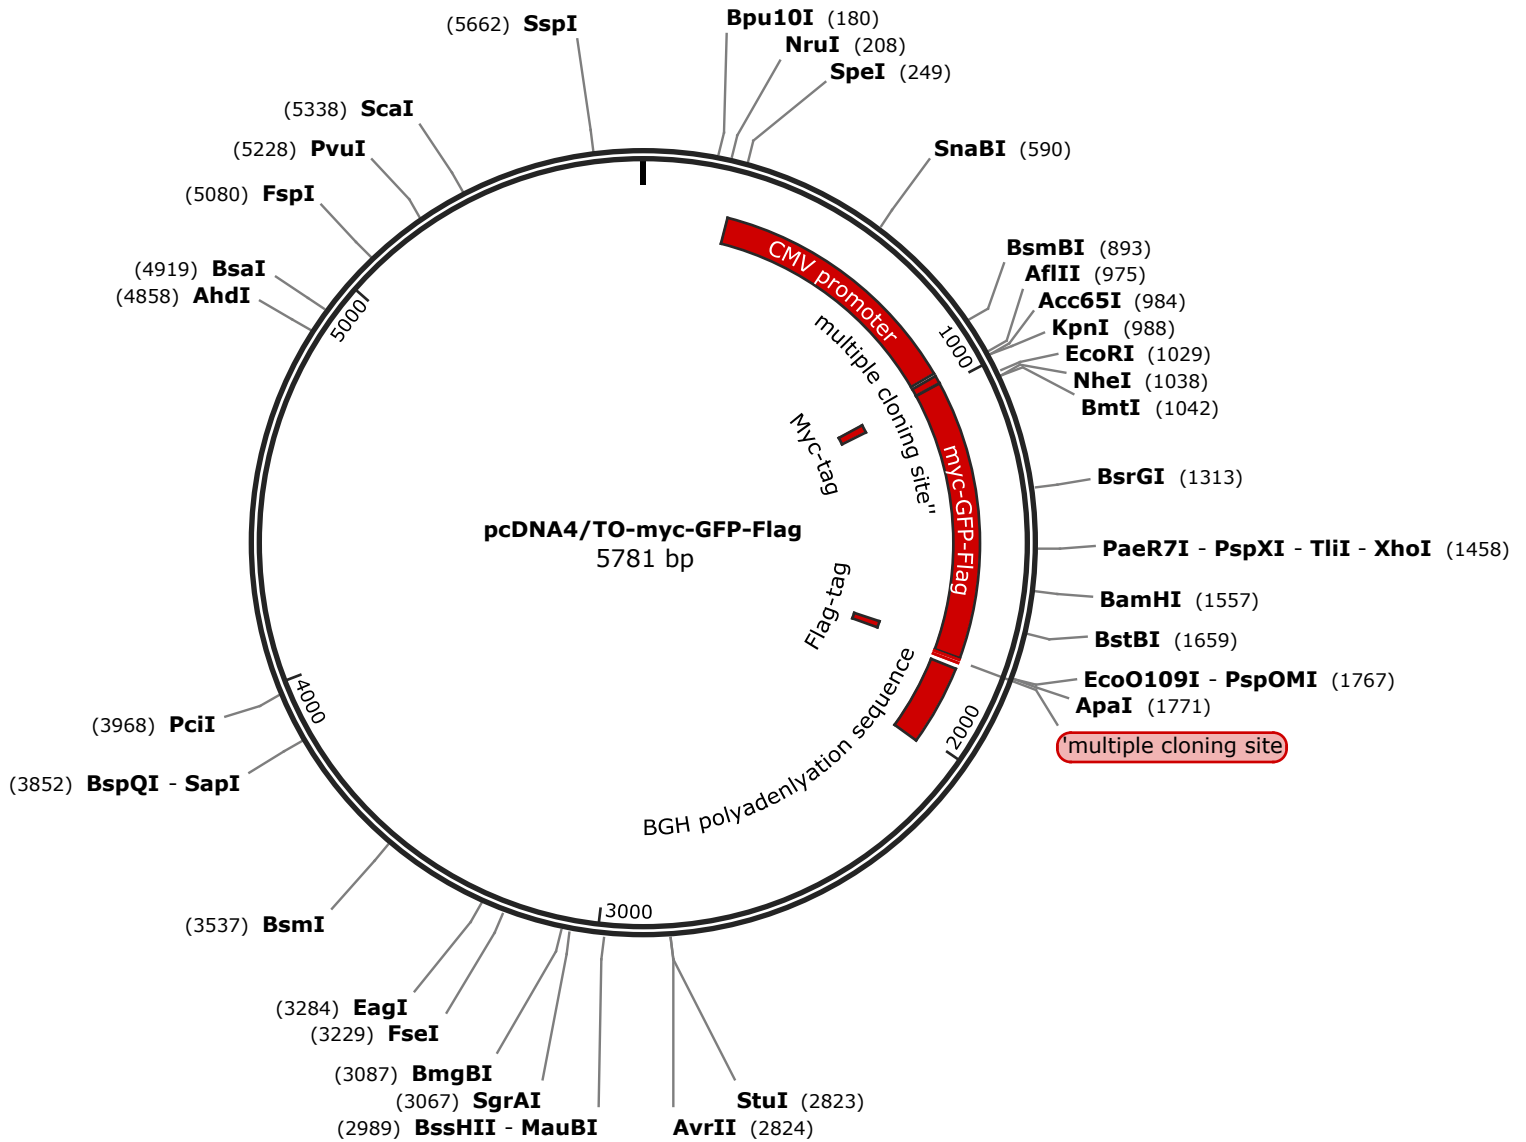 (5662) SspI
Bpu10I (180)
NruI (208)
SpeI (249)
(5338) ScaI
(5228) PvuI
SnaBI (590)
(5080) FspI
BsmBI (893)
(4919) BsaI
AflII (975)
(4858) AhdI
Acc65I (984)
KpnI (988)
EcoRI (1029)
NheI (1038)
BmtI (1042)
5000
1000
CMV promoter
multiple cloning site"
Myc-tag
myc-GFP-Flag
BsrGI (1313)
pcDNA4/TO-myc-GFP-Flag
5781 bp
PaeR7I - PspXI - TliI - XhoI (1458)
BamHI (1557)
Flag-tag
BstBI (1659)
EcoO109I - PspOMI (1767)
ApaI (1771)
'multiple cloning site
4000
2000
(3968) PciI
BGH polyadenlyation sequence
(3852) BspQI - SapI
3000
(3537) BsmI
(3284) EagI
(3229) FseI
(3087) BmgBI
(3067) SgrAI
StuI (2823)
(2989) BssHII - MauBI
AvrII (2824)